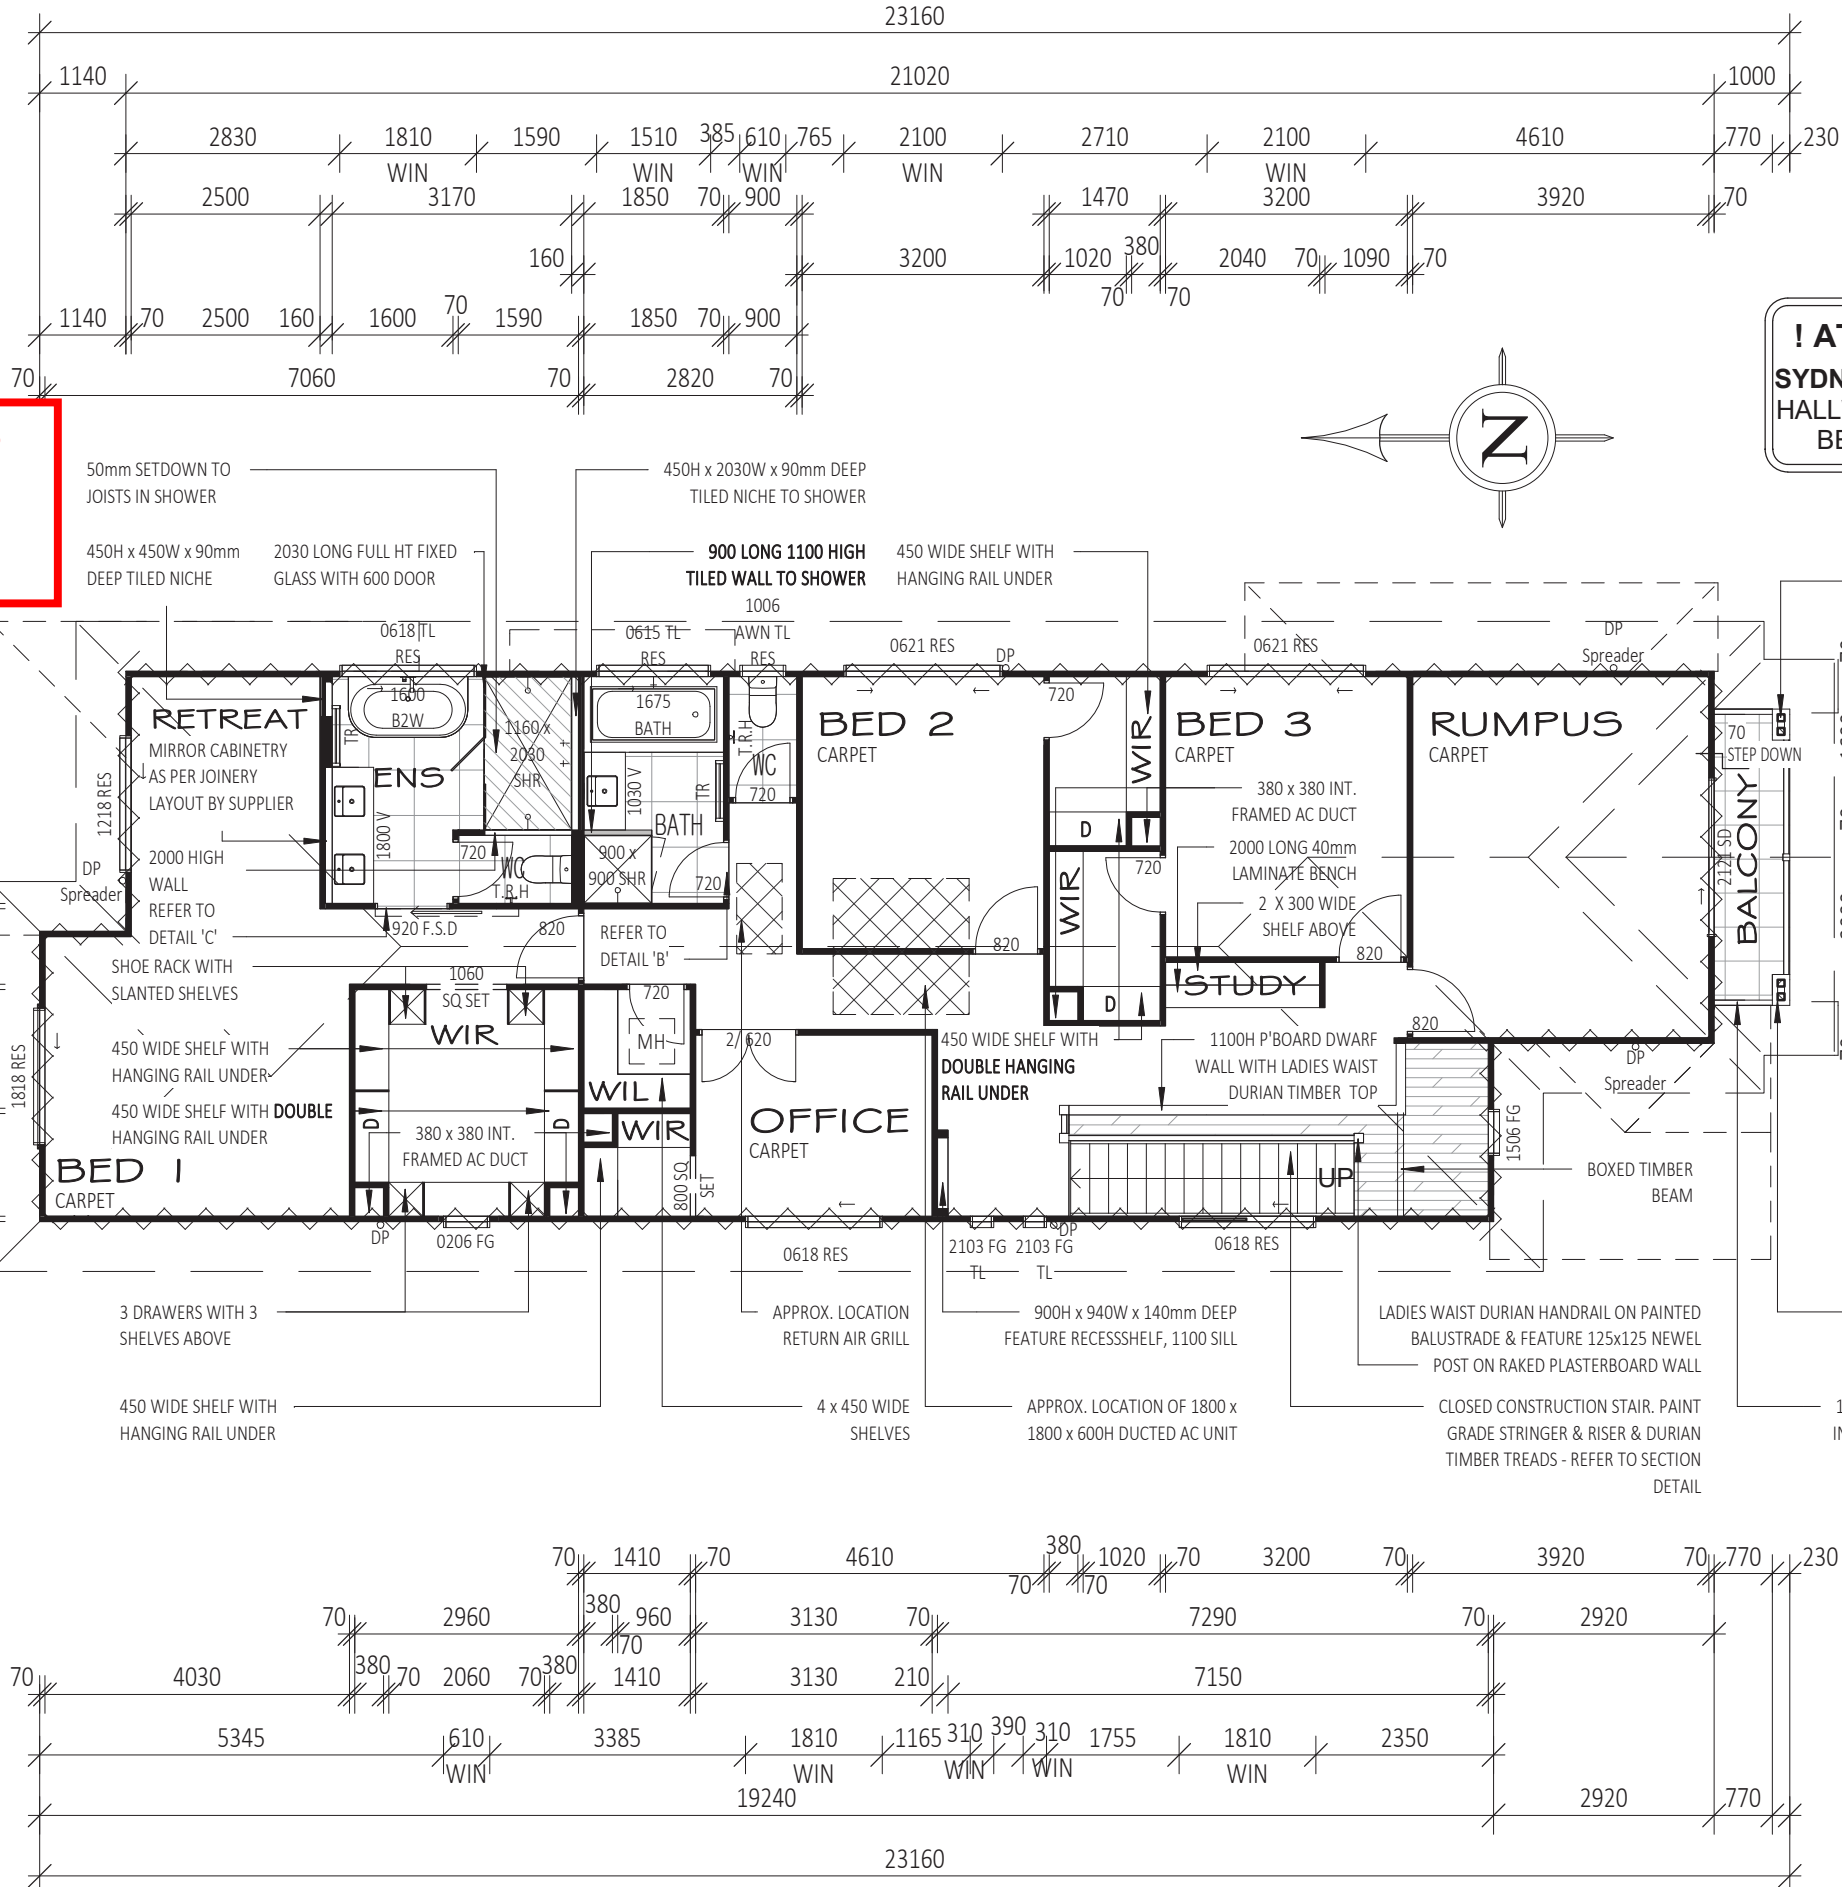 23160
1140 21020 1000
2830 1810 1590 1510 385 610 765 2100 2710 2100 4610 770 230
WIN WIN WIN WIN WIN
2500 3170 1850 70 900 1470 3200 3920 70
160 3200 1020 380 2040 70 1090 70
70 70
1140 70 2500 160 1600 70 1590 1850 70 900
70 7060 70 2820 70
! AT
SYDN
HALL
BE
N
50mm SETDOWN TO
JOISTS IN SHOWER
450H x 2030W x 90mm DEEP
TILED NICHE TO SHOWER
450H x 450W x 90mm
DEEP TILED NICHE
2030 LONG FULL HT FIXED
GLASS WITH 600 DOOR
900 LONG 1100 HIGH
TILED WALL TO SHOWER
450 WIDE SHELF WITH
HANGING RAIL UNDER
0618 TL
RES
0615 TL
RES
1006
AWN TL
RES
0621 RES
DP
0621 RES
DP
Spreader
RETREAT
MIRROR CABINETRY
AS PER JOINERY
LAYOUT BY SUPPLIER
1218 RES
DP
Spreader
2000 HIGH
WALL
REFER TO
DETAIL 'C'
TR
1600
B2W
ENS
1800 V
1160 x
2030
SHR
720
WC
T.R.H
920 F.S.D
820
1675
BATH
1030 V
TR
BATH
900 x
900 SHR
720
T.R.H
WC
720
BED 2
CARPET
820
720
WIR
D
WIR
720
D
BED 3
CARPET
380 x 380 INT.
FRAMED AC DUCT
2000 LONG 40mm
LAMINATE BENCH
2 X 300 WIDE
SHELF ABOVE
820
STUDY
RUMPUS
CARPET
820
2121 SD
70
STEP DOWN
BALCONY
SHOE RACK WITH
SLANTED SHELVES
1060
SQ SET
WIR
450 WIDE SHELF WITH
HANGING RAIL UNDER
450 WIDE SHELF WITH DOUBLE
HANGING RAIL UNDER
1818 RES
BED 1
CARPET
D
D
380 x 380 INT.
FRAMED AC DUCT
REFER TO
DETAIL 'B'
720
MH
WIL
WIR
800 SQ
SET
2/ 620
OFFICE
CARPET
450 WIDE SHELF WITH
DOUBLE HANGING
RAIL UNDER
1100H P'BOARD DWARF
WALL WITH LADIES WAIST
DURIAN TIMBER TOP
UP
1506 FG
DP
Spreader
BOXED TIMBER
BEAM
DP
0206 FG
0618 RES
2103 FG
TL
2103 FG
TL
DP
0618 RES
3 DRAWERS WITH 3
SHELVES ABOVE
APPROX. LOCATION
RETURN AIR GRILL
900H x 940W x 140mm DEEP
FEATURE RECESSSHELF, 1100 SILL
LADIES WAIST DURIAN HANDRAIL ON PAINTED
BALUSTRADE & FEATURE 125x125 NEWEL
POST ON RAKED PLASTERBOARD WALL
450 WIDE SHELF WITH
HANGING RAIL UNDER
4 x 450 WIDE
SHELVES
APPROX. LOCATION OF 1800 x
1800 x 600H DUCTED AC UNIT
CLOSED CONSTRUCTION STAIR. PAINT
GRADE STRINGER & RISER & DURIAN
TIMBER TREADS - REFER TO SECTION
DETAIL
70 1410 70 4610 380 1020 70 3200 70 3920 70 770 230
70 70
70 2960 380 960 3130 70 7290 70 2920
70
70 4030 380 70 2060 70 380 1410 3130 210 7150
5345 610 3385 1810 1165 310 390 310 1755 1810 2350
WIN WIN WIN WIN WIN
19240 2920 770
23160